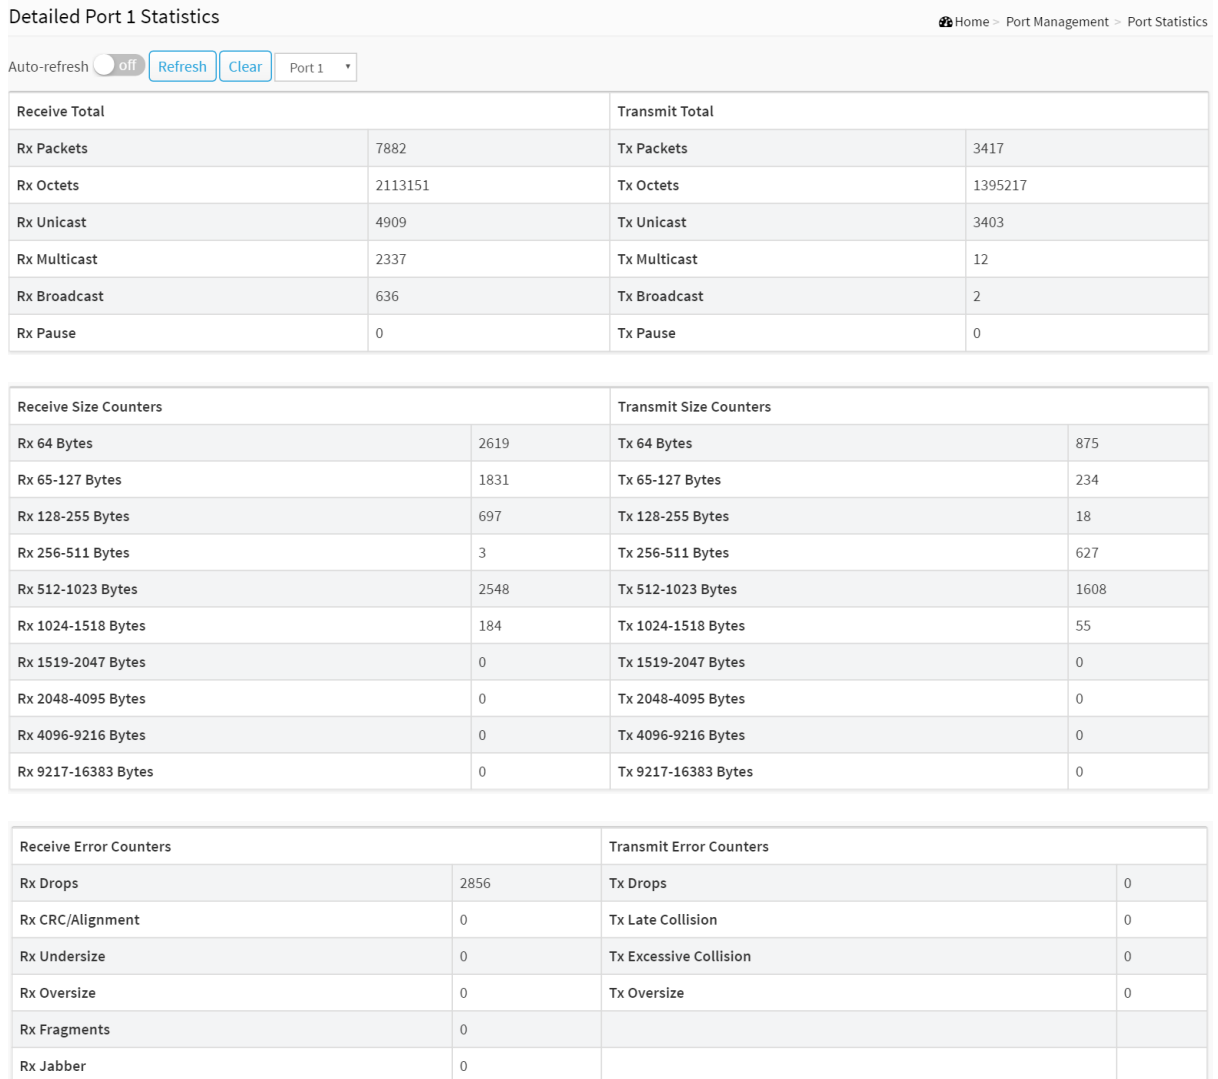 Detailed Port 1 Statistics
Home > Port Management > Port Statistics
Auto-refresh off Refresh Clear Port 1
Receive Total Transmit Total
Rx Packets 7882 Tx Packets 3417
Rx Octets 2113151 Tx Octets 1395217
Rx Unicast 4909 Tx Unicast 3403
Rx Multicast 2337 Tx Multicast 12
Rx Broadcast 636 Tx Broadcast 2
Rx Pause 0 Tx Pause 0
Receive Size Counters Transmit Size Counters
Rx 64 Bytes 2619 Tx 64 Bytes 875
Rx 65-127 Bytes 1831 Tx 65-127 Bytes 234
Rx 128-255 Bytes 697 Tx 128-255 Bytes 18
Rx 256-511 Bytes 3 Tx 256-511 Bytes 627
Rx 512-1023 Bytes 2548 Tx 512-1023 Bytes 1608
Rx 1024-1518 Bytes 184 Tx 1024-1518 Bytes 55
Rx 1519-2047 Bytes 0 Tx 1519-2047 Bytes 0
Rx 2048-4095 Bytes 0 Tx 2048-4095 Bytes 0
Rx 4096-9216 Bytes 0 Tx 4096-9216 Bytes 0
Rx 9217-16383 Bytes 0 Tx 9217-16383 Bytes 0
Receive Error Counters Transmit Error Counters
Rx Drops 2856 Tx Drops 0
Rx CRC/Alignment 0 Tx Late Collision 0
Rx Undersize 0 Tx Excessive Collision 0
Rx Oversize 0 Tx Oversize 0
Rx Fragments 0
Rx Jabber 0